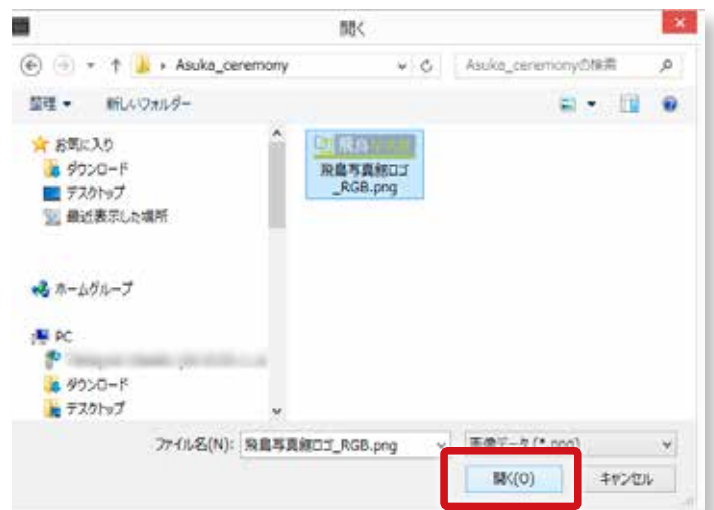 開く
Asuka_ceremony
Asuka_ceremonyの検索
整理
新しいフォルダー
お気に入り
ダウンロード
デスクトップ
最近表示した場所
飛鳥写真館ロゴ
_RGB.png
ホームグループ
PC
ダウンロード
デスクトップ
ファイル名(N): 飛鳥写真館ロゴ_RGB.png
画像データ (*.png)
開く(O)
キャンセル